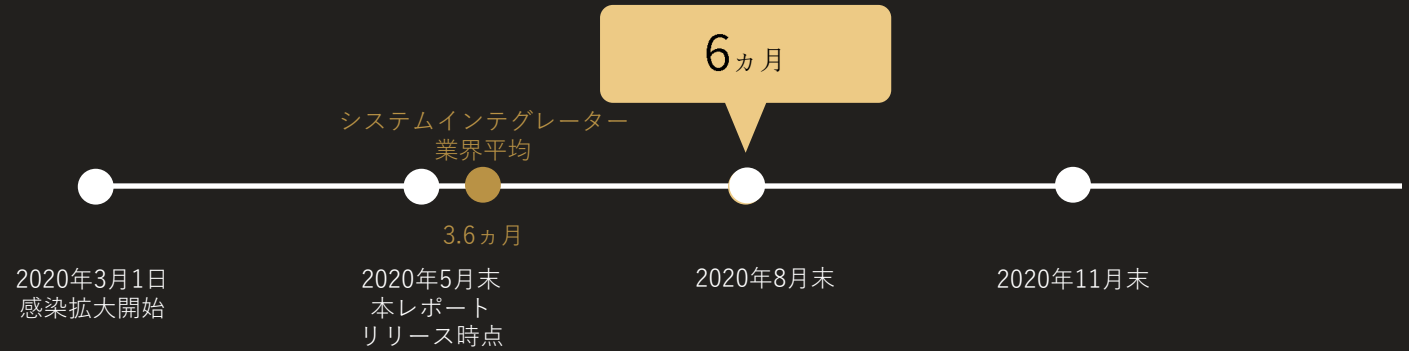 6ヵ月
システムインテグレーター
業界平均
3.6ヵ月
2020年3月1日
感染拡大開始
2020年5月末
本レポート
リリース時点
2020年8月末
2020年11月末